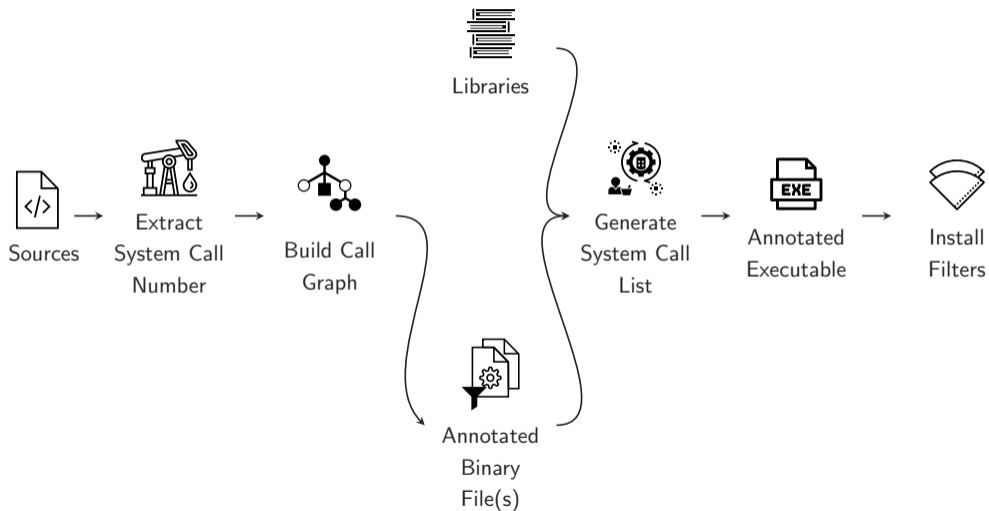 Libraries
</>
Sources
Extract
System Call
Number
Build Call
Graph
Annotated
Binary
File(s)
Generate
System Call
List
EXE
Annotated
Executable
Install
Filters